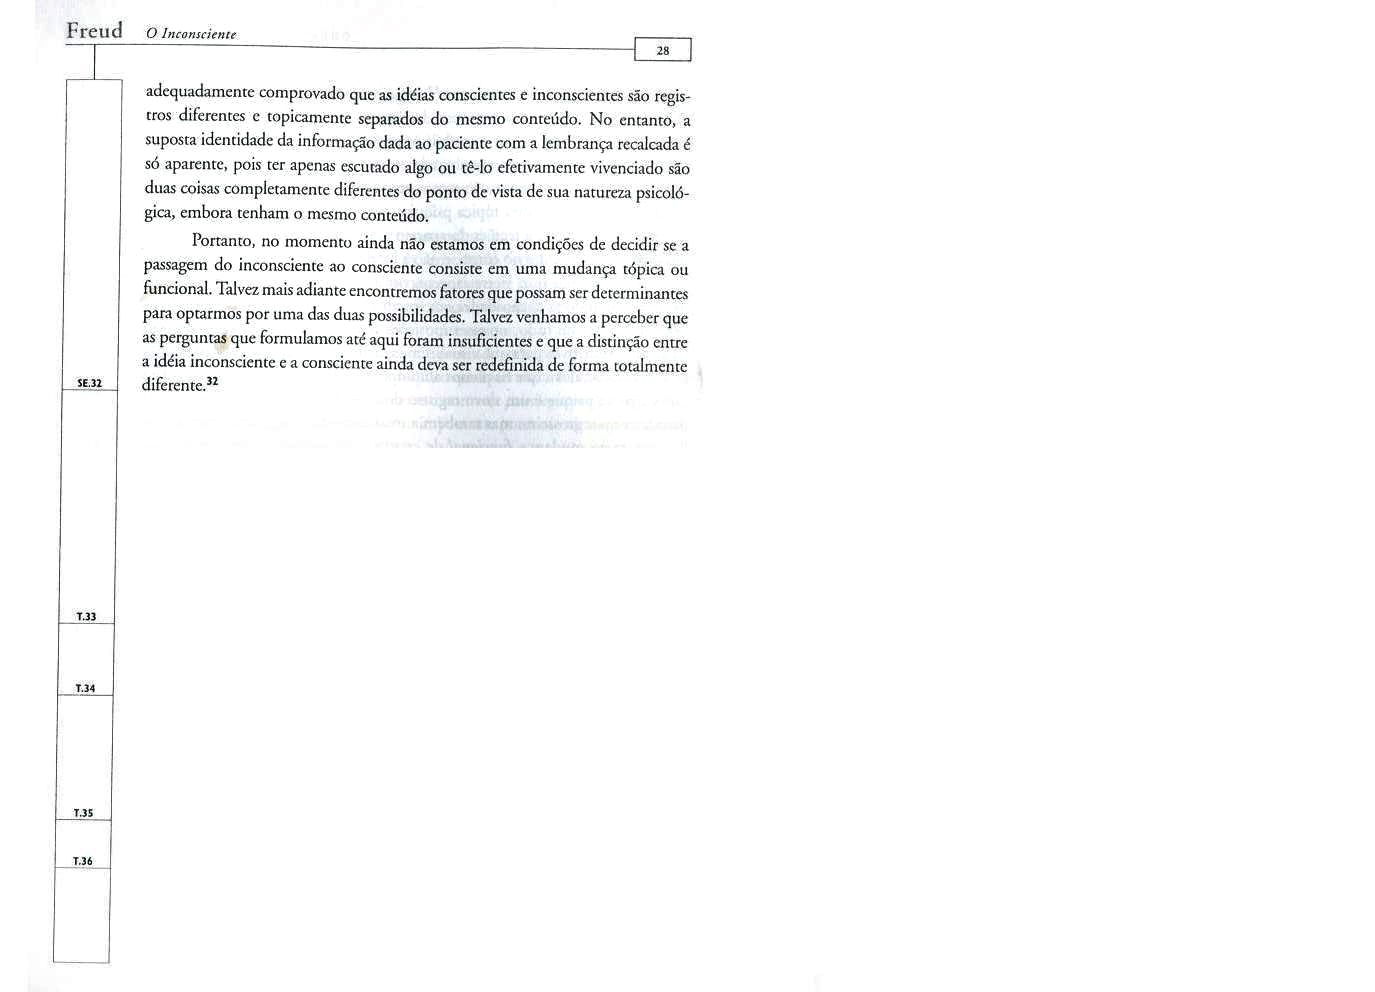 Freud O Inconsciente
28
adequadamente comprovado que as idéias conscientes e inconscientes são regis-
tros diferentes e topicamente separados do mesmo conteúdo. No entanto, a
suposta identidade da informação dada ao paciente com a lembrança recalcada é
só aparente, pois ter apenas escutado algo ou tê-lo efetivamente vivenciado são
duas coisas completamente diferentes do ponto de vista de sua natureza psicoló-
gica, embora tenham o mesmo conteúdo.
Portanto, no momento ainda não estamos em condições de decidir se a
passagem do inconsciente ao consciente consiste em uma mudança tópica ou
funcional. Talvez mais adiante encontremos fatores que possam ser determinantes
para optarmos por uma das duas possibilidades. Talvez venhamos a perceber que
as perguntas que formulamos até aqui foram insuficientes e que a distinção entre
a idéia inconsciente e a consciente ainda deva ser redefinida de forma totalmente
diferente.32
SE.32
T.33
T.34
T.35
T.36